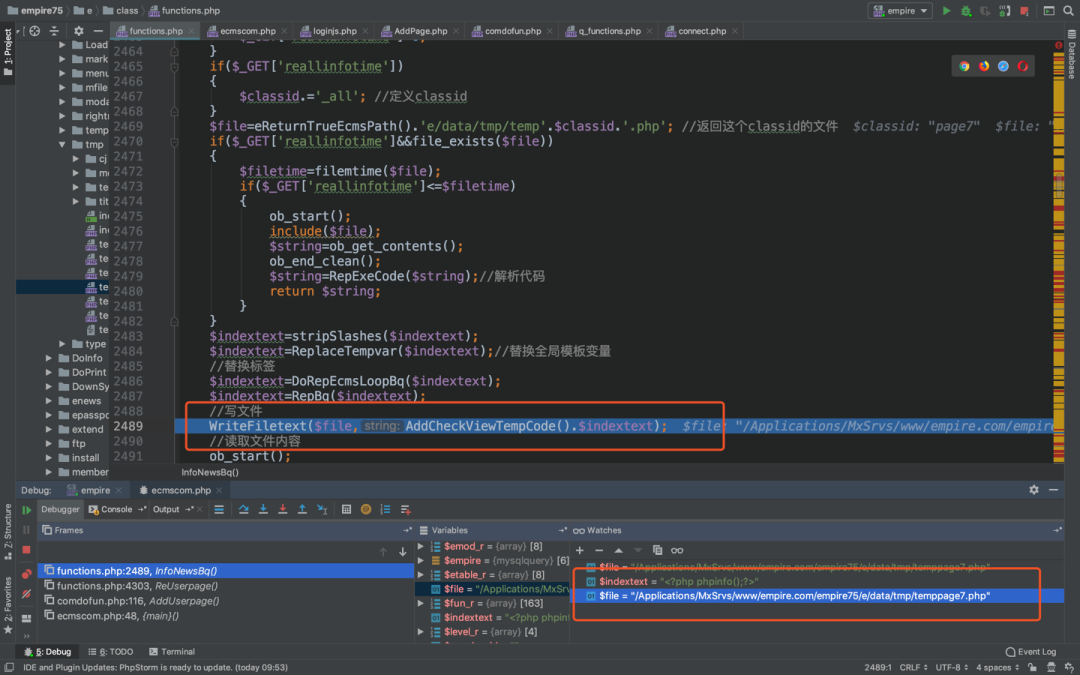 empire75 › e › class › functions.php
empire
functions.php × ecmscom.php × loginjs.php × AddPage.php × comdofun.php × q_functions.php × connect.php ×
1: Project
Database
Load
mark
menu
mfile
moda
rightn
temp
tmp
cj
te
tit
in
in
te
te
te
te
te
te
te
type
DoInfo
DoPrint
DownSy
enews
epasspo
extend
ftp
install
member
2464 }
2465 if($_GET['reallinfotime'])
2466 {
2467 $classid.='_all'; //定义classid
2468 }
2469 $file=eReturnTrueEcmsPath().'e/data/tmp/temp'.$classid.'.php'; //返回这个classid的文件 $classid: "page7" $file: "
2470 if($_GET['reallinfotime']&&file_exists($file))
2471 {
2472 $filetime=filemtime($file);
2473 if($_GET['reallinfotime']<=$filetime)
2474 {
2475 ob_start();
2476 include($file);
2477 $string=ob_get_contents();
2478 ob_end_clean();
2479 $string=RepExeCode($string);//解析代码
2480 return $string;
2481 }
2482 }
2483 $indextext=stripSlashes($indextext);
2484 $indextext=ReplaceTempvar($indextext);//替换全局模板变量
2485 //替换标签
2486 $indextext=DoRepEcmsLoopBq($indextext);
2487 $indextext=RepBq($indextext);
2488 //写文件
2489 WriteFiletext($file, string: AddCheckViewTempCode().$indextext); $file: "/Applications/MxSrvs/www/empire.com/empire
2490 //读取文件内容
2491 ob_start();
InfoNewsBq()
Debug: empire × ecmscom.php ×
Debugger Console Output
Frames
functions.php:2489, InfoNewsBq()
functions.php:4303, ReUserpage()
comdofun.php:116, AddUserpage()
ecmscom.php:48, {main}()
Variables
$emod_r = {array} [8]
$empire = {mysqlquery} [6]
$etable_r = {array} [8]
$file = "/Applications/MxSrv
$fun_r = {array} [163]
$indextext = "<?php phpinf
$level_r = {array} [4]
Watches
$file = "/Applications/MxSrvs/www/empire.com/empire75/e/data/tmp/temppage7.php"
$indextext = "<?php phpinfo();?>"
$file = "/Applications/MxSrvs/www/empire.com/empire75/e/data/tmp/temppage7.php"
Z: Structure
2: Favorites
5: Debug 6: TODO Terminal
Event Log
IDE and Plugin Updates: PhpStorm is ready to update. (today 09:53)
2489:1 CRLF UTF-8 4 spaces